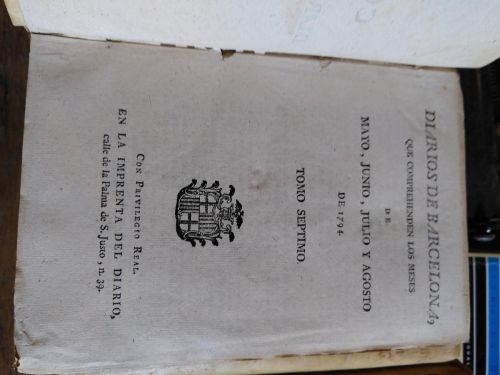 DIARIOS DE BARCELONA,
QUE COMPREHENDEN LOS MESES
DE
MAYO, JUNIO, JULIO Y AGOSTO
DE 1794.
TOMO SEPTIMO.
CON PRIVILEGIO REAL.
EN LA IMPRENTA DEL DIARIO,
calle de la Palma de S. Justo, n. 39.